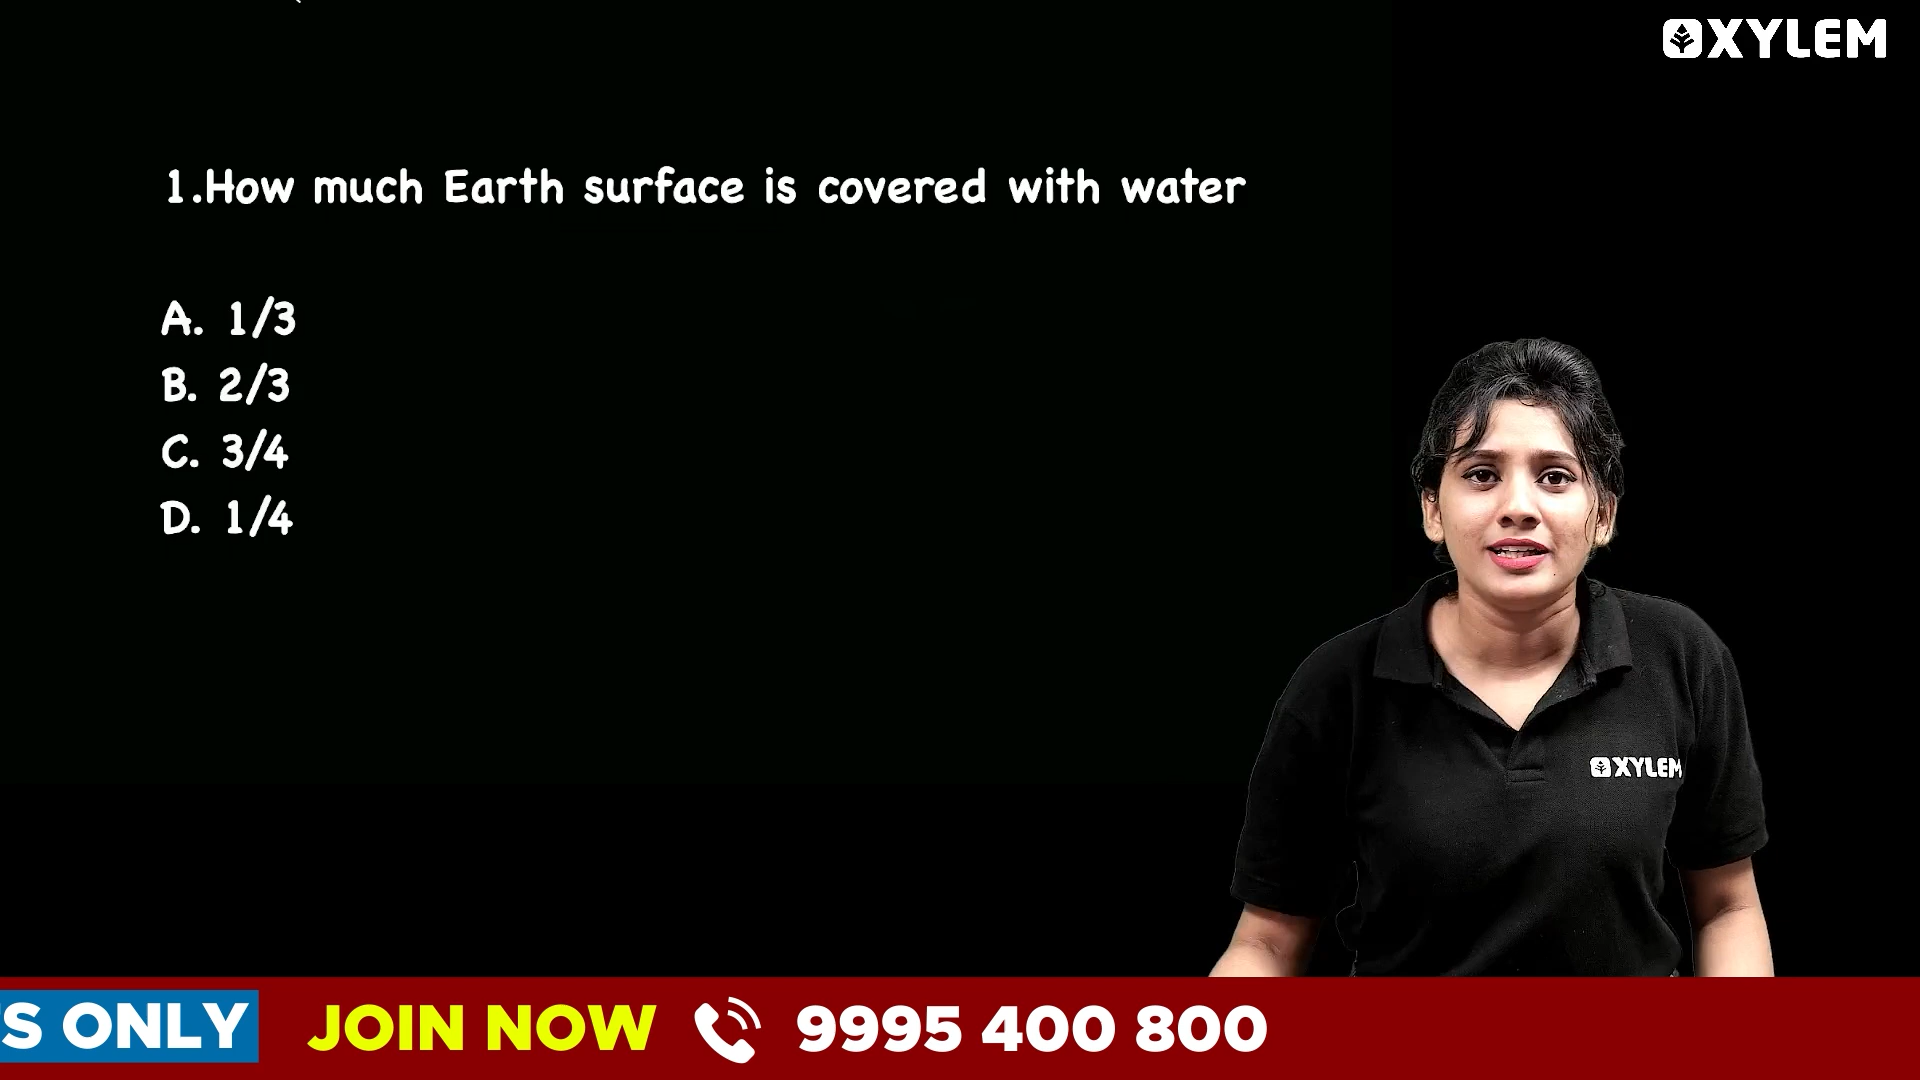 XYLEM
1.How much Earth surface is covered with water
A. 1/3
B. 2/3
C. 3/4
D. 1/4
XYLEM
'S ONLY JOIN NOW 9995 400 800